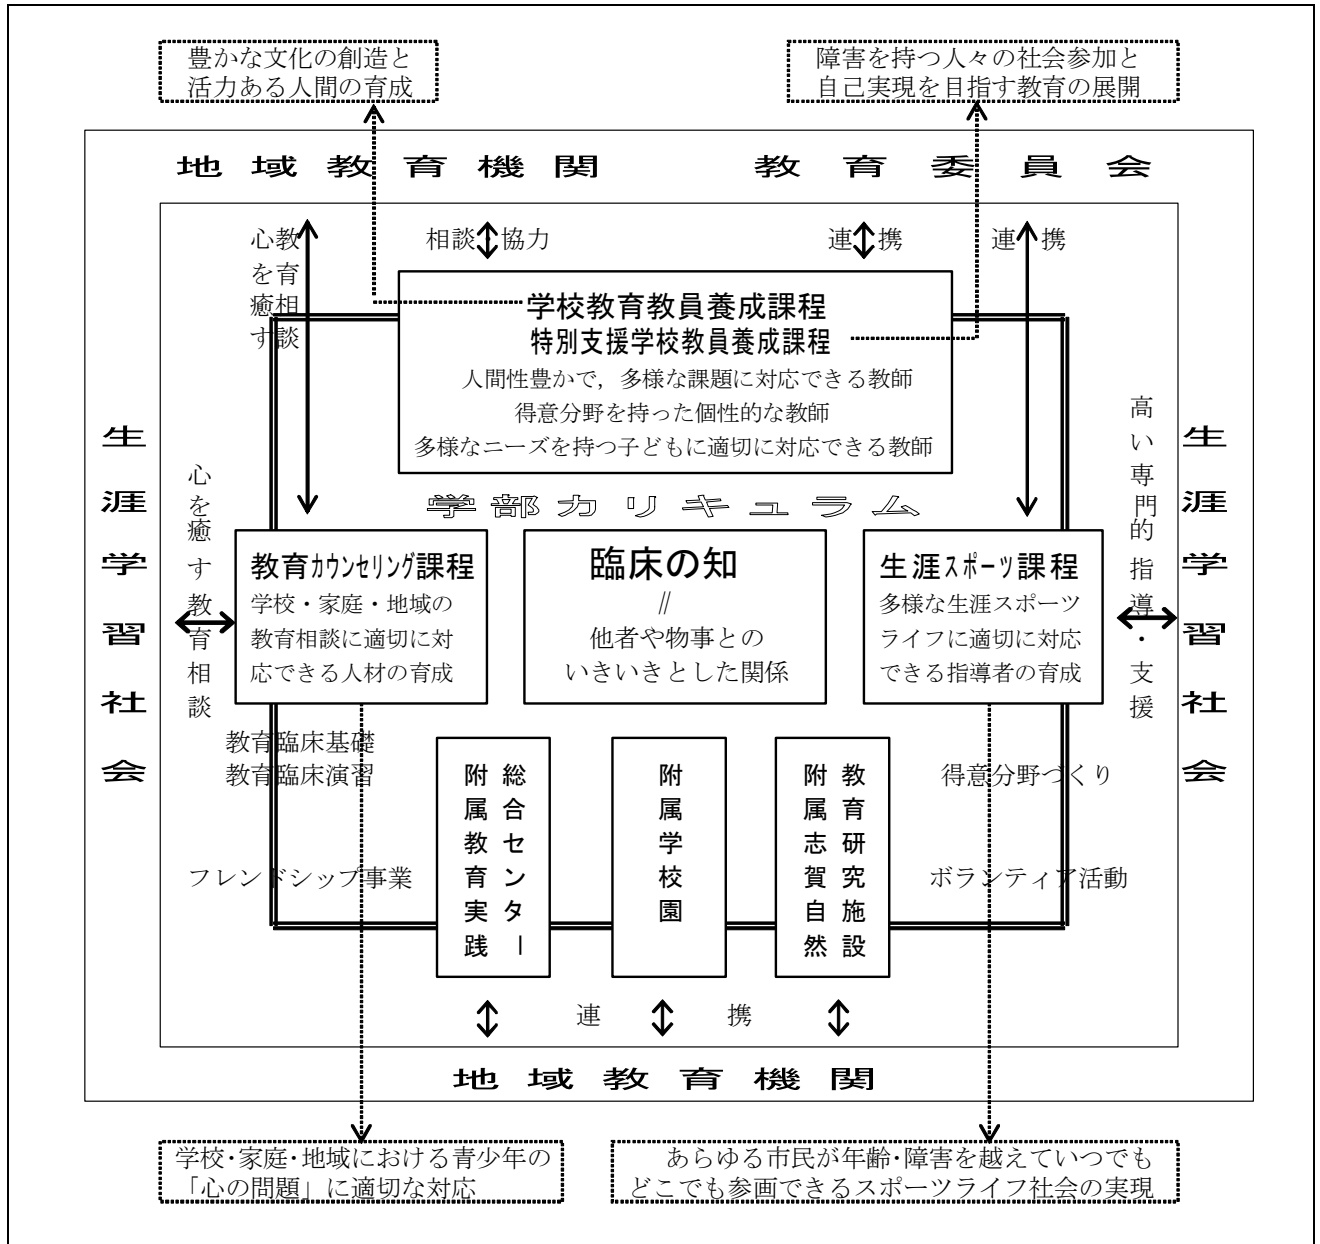 豊かな文化の創造と
活力ある人間の育成
障害を持つ人々の社会参加と
自己実現を目指す教育の展開
地域教育機関
教育委員会
生涯学習社会
生涯学習社会
教育相談
心を癒す
相談・協力
連携
連携
学校教育教員養成課程
特別支援学校教員養成課程
人間性豊かで，多様な課題に対応できる教師
得意分野を持った個性的な教師
多様なニーズを持つ子どもに適切に対応できる教師
心を癒す教育相談
高い専門的指導・支援
学部カリキュラム
教育カウンセリング課程
学校・家庭・地域の
教育相談に適切に対
応できる人材の育成
臨床の知
〃
他者や物事との
いきいきとした関係
生涯スポーツ課程
多様な生涯スポーツ
ライフに適切に対応
できる指導者の育成
教育臨床基礎
教育臨床演習
得意分野づくり
フレンドシップ事業
ボランティア活動
附属教育実践
総合センター
附属学校園
附属志賀自然
教育研究施設
連携
地域教育機関
学校･家庭･地域における青少年の
「心の問題」に適切な対応
あらゆる市民が年齢･障害を越えていつでも
どこでも参画できるスポーツライフ社会の実現